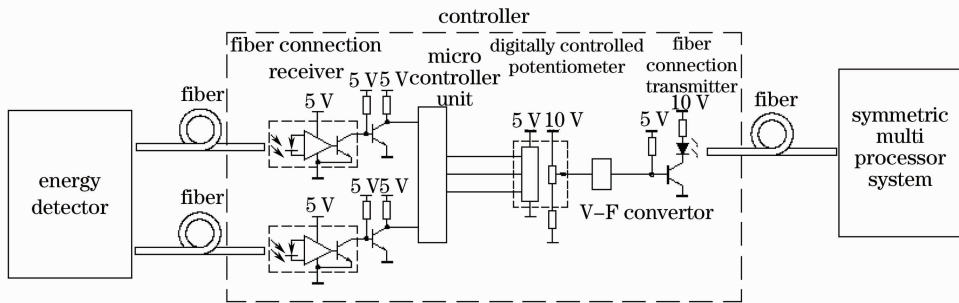 controller
fiber connection
receiver
micro
controller
unit
digitally controlled
potentiometer
fiber
connection
transmitter
fiber
5 V
5 V 5 V
5 V 10 V
5 V
10 V
fiber
energy
detector
symmetric
multi
processor
system
fiber
5 V
5 V 5 V
V-F convertor